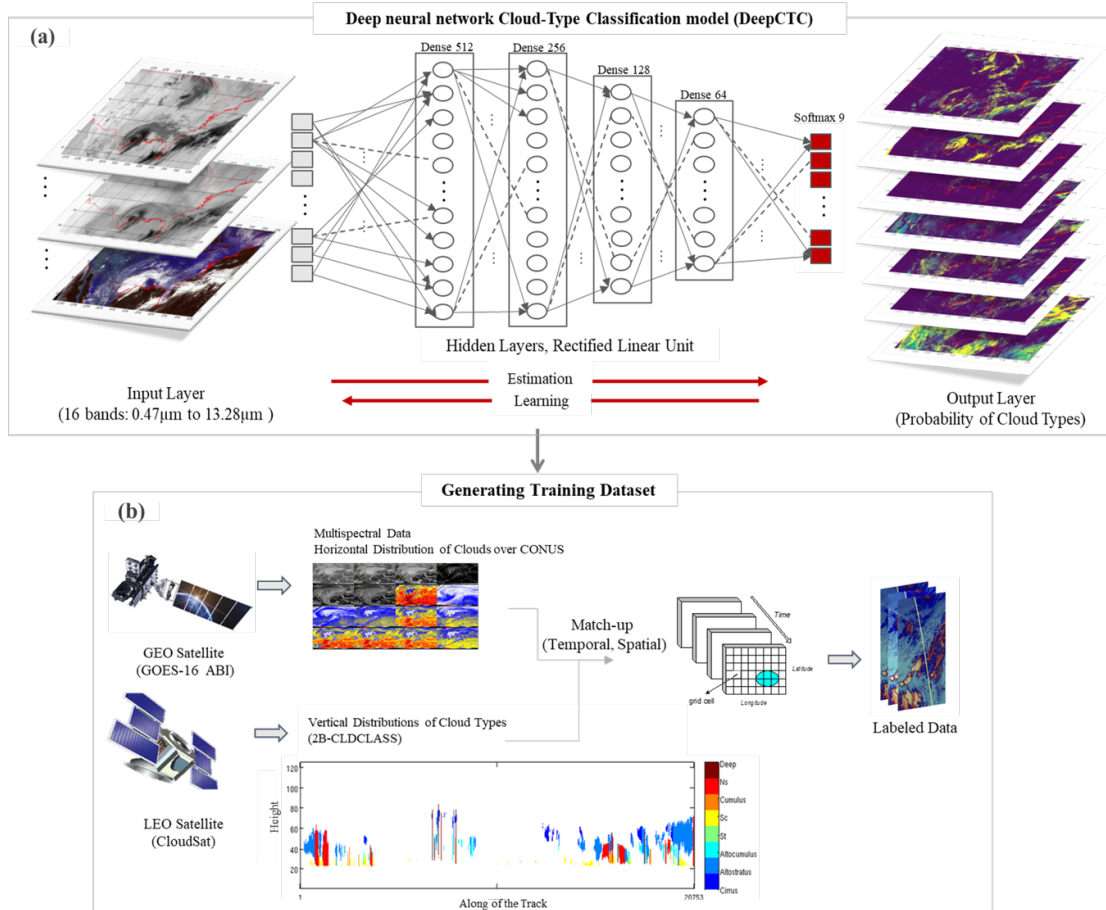 Deep neural network Cloud-Type Classification model (DeepCTC)
(a)
Dense 512
Dense 256
Dense 128
Dense 64
Softmax 9
Hidden Layers, Rectified Linear Unit
Estimation
Learning
Input Layer
(16 bands: 0.47μm to 13.28μm )
Output Layer
(Probability of Cloud Types)
Generating Training Dataset
(b)
Multispectral Data
Horizontal Distribution of Clouds over CONUS
GEO Satellite
(GOES-16 ABI)
Match-up
(Temporal, Spatial)
Time
Latitude
Longitude
grid cell
Labeled Data
Vertical Distributions of Cloud Types
(2B-CLDCLASS)
LEO Satellite
(CloudSat)
Height
120
100
80
60
40
20
1
20753
Along of the Track
Deep
Ns
Cumulus
Sc
St
Altocumulus
Altostratus
Cirrus